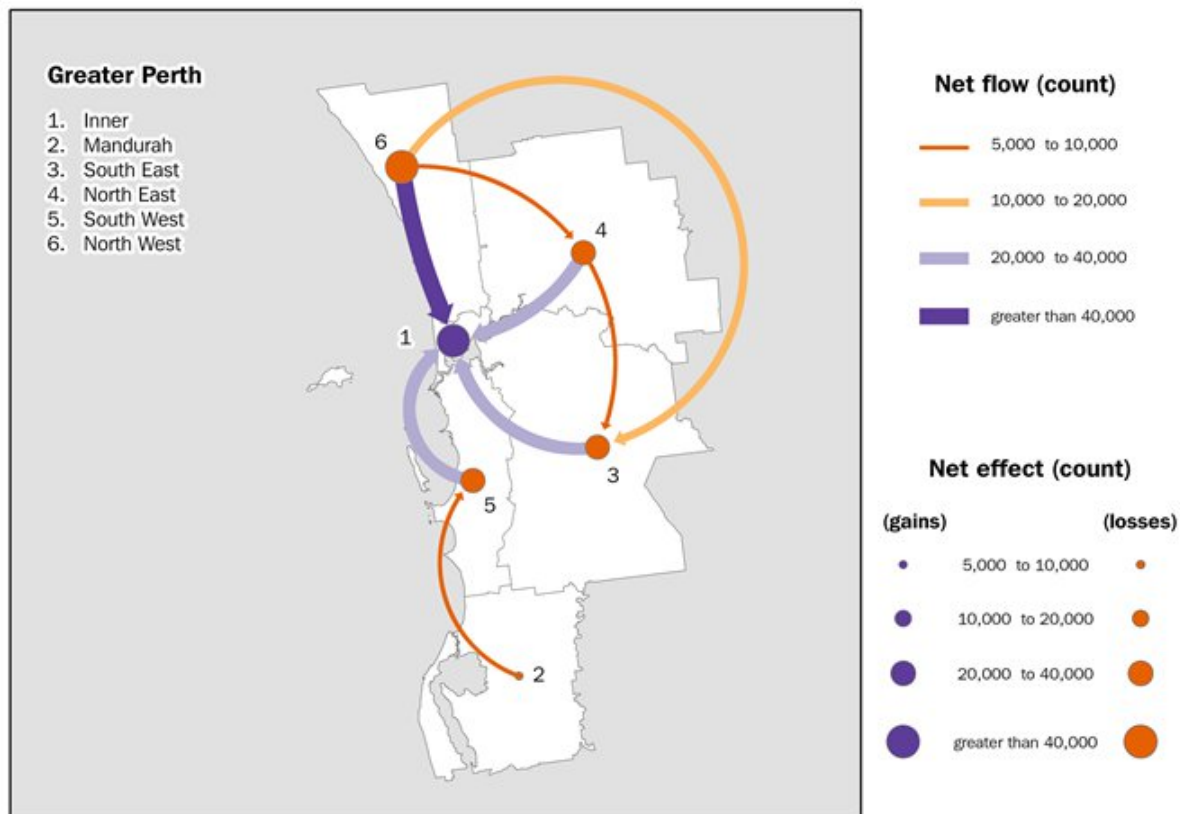 Greater Perth
1. Inner
2. Mandurah
3. South East
4. North East
5. South West
6. North West
6
4
1
3
5
2
Net flow (count)
5,000 to 10,000
10,000 to 20,000
20,000 to 40,000
greater than 40,000
Net effect (count)
(gains) (losses)
5,000 to 10,000
10,000 to 20,000
20,000 to 40,000
greater than 40,000